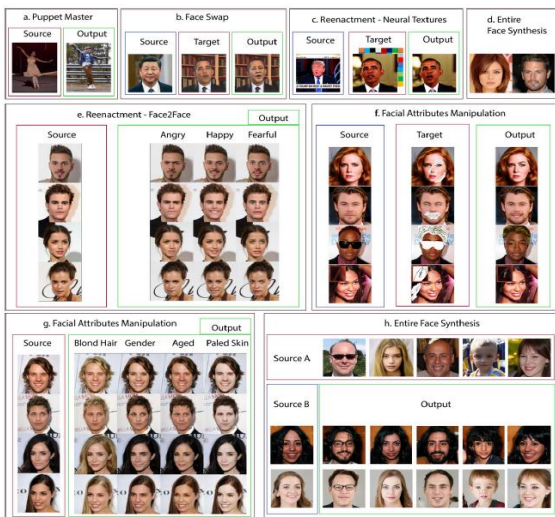 a. Puppet Master
Source
Output
b. Face Swap
Source
Target
Output
c. Reenactment - Neural Textures
Source
Target
Output
d. Entire
Face Synthesis
e. Reenactment - Face2Face
Output
Source
Angry
Happy
Fearful
f. Facial Attributes Manipulation
Source
Target
Output
g. Facial Attributes Manipulation
Output
Source
Blond Hair
Gender
Aged
Paled Skin
h. Entire Face Synthesis
Source A
Source B
Output